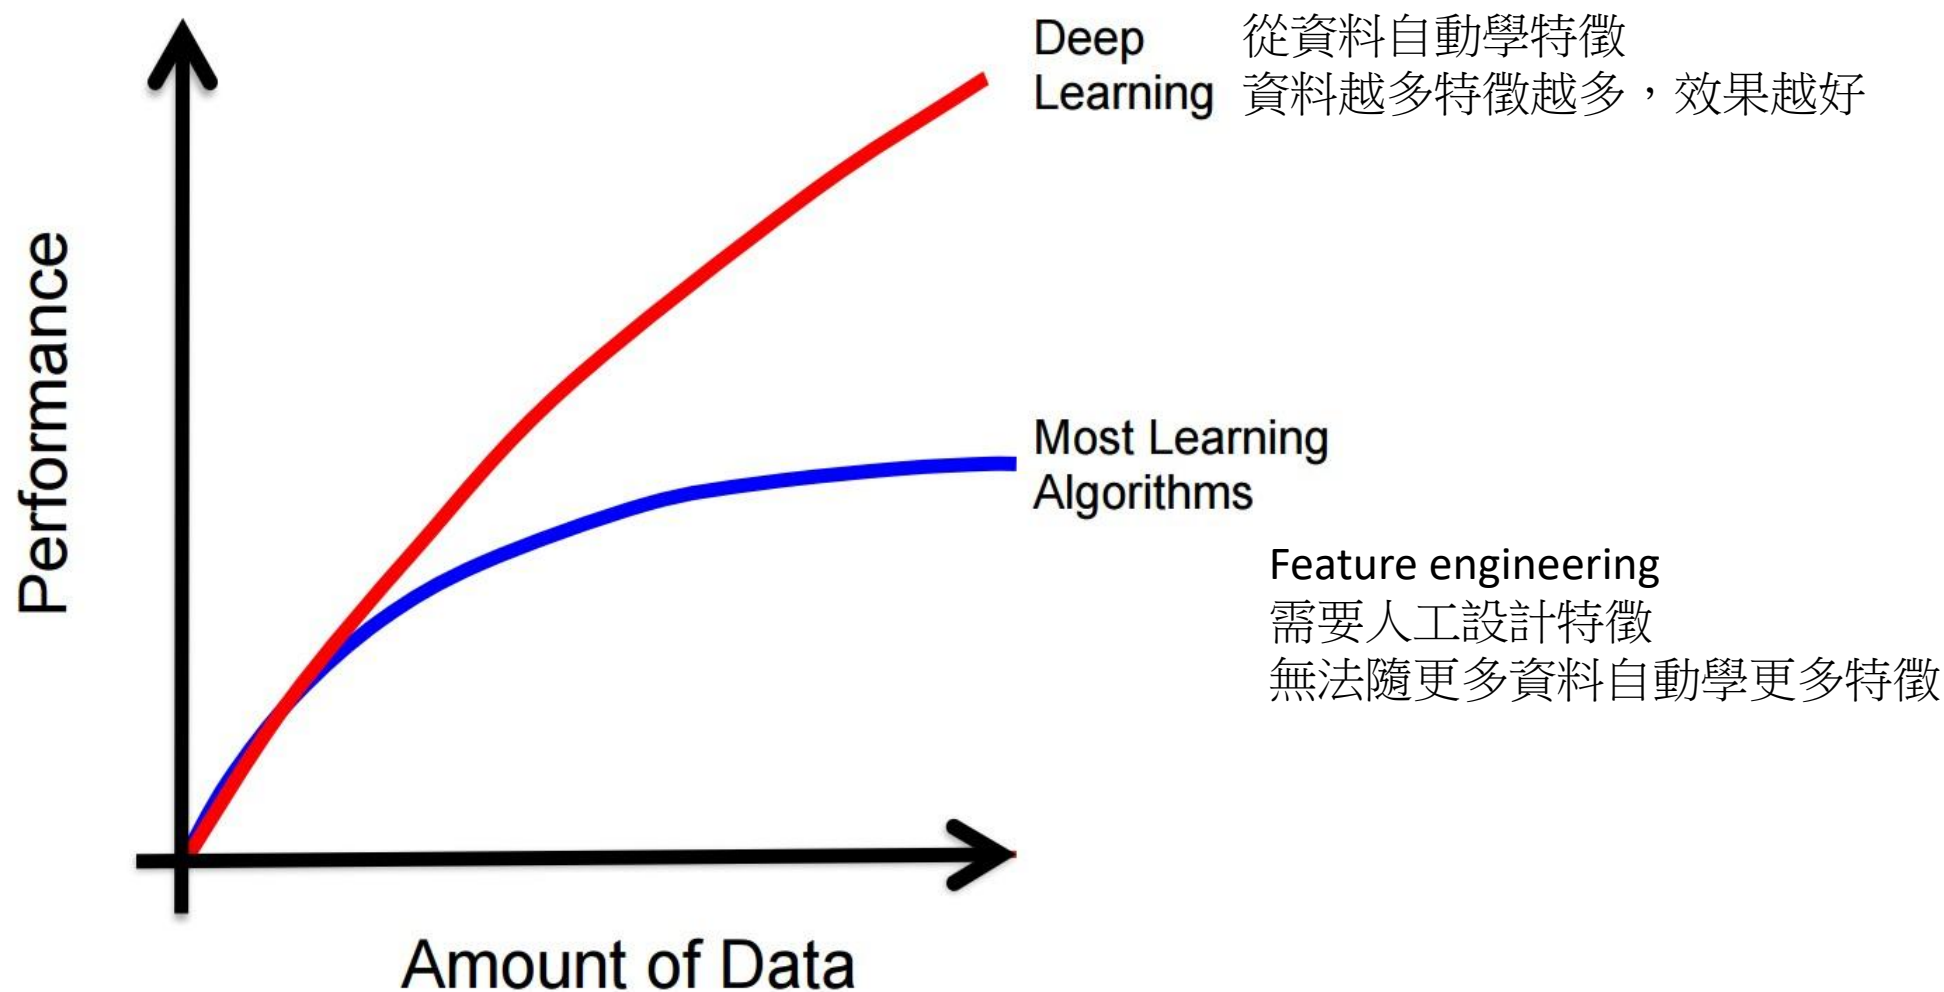 Performance
Deep
Learning
從資料自動學特徵
資料越多特徵越多，效果越好
Most Learning
Algorithms
Feature engineering
需要人工設計特徵
無法隨更多資料自動學更多特徵
Amount of Data